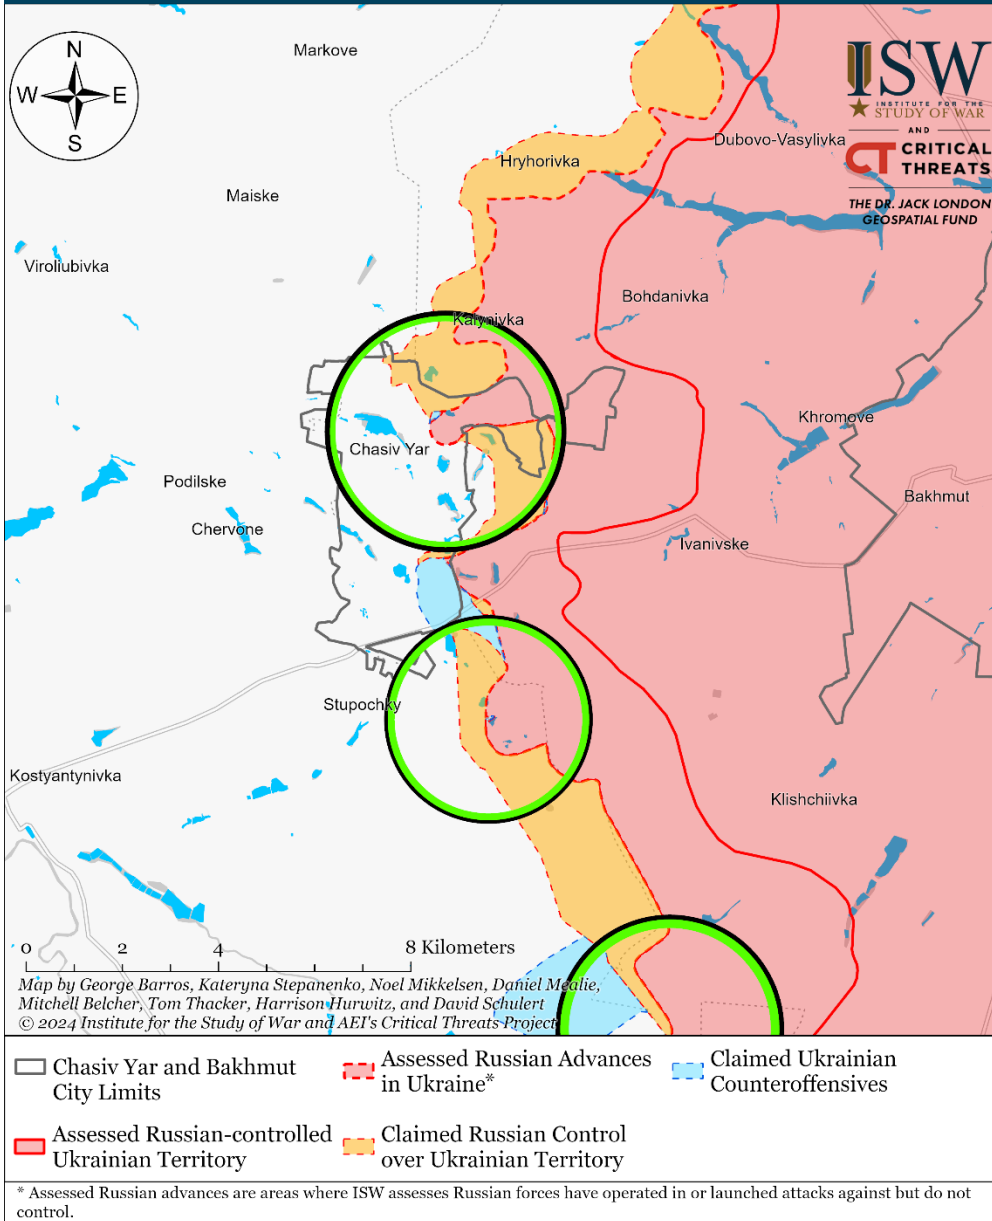 Markove
N
W E
S
ISW
INSTITUTE FOR THE
STUDY OF WAR
AND
CT CRITICAL
THREATS
THE DR. JACK LONDON
GEOSPATIAL FUND
Dubovo-Vasylivka
Hryhorivka
Maiske
Viroliubivka
Bohdanivka
Kalynivka
Khromove
Chasiv Yar
Podilske
Bakhmut
Chervone
Ivanivske
Stupochky
Kostyantynivka
Klishchiivka
0 2 4 8 Kilometers
Map by George Barros, Kateryna Stepanenko, Noel Mikkelsen, Daniel Mealie,
Mitchell Belcher, Tom Thacker, Harrison Hurwitz, and David Schulert
© 2024 Institute for the Study of War and AEI's Critical Threats Project
Chasiv Yar and Bakhmut
City Limits
Assessed Russian Advances
in Ukraine*
Claimed Ukrainian
Counteroffensives
Assessed Russian-controlled
Ukrainian Territory
Claimed Russian Control
over Ukrainian Territory
* Assessed Russian advances are areas where ISW assesses Russian forces have operated in or launched attacks against but do not
control.